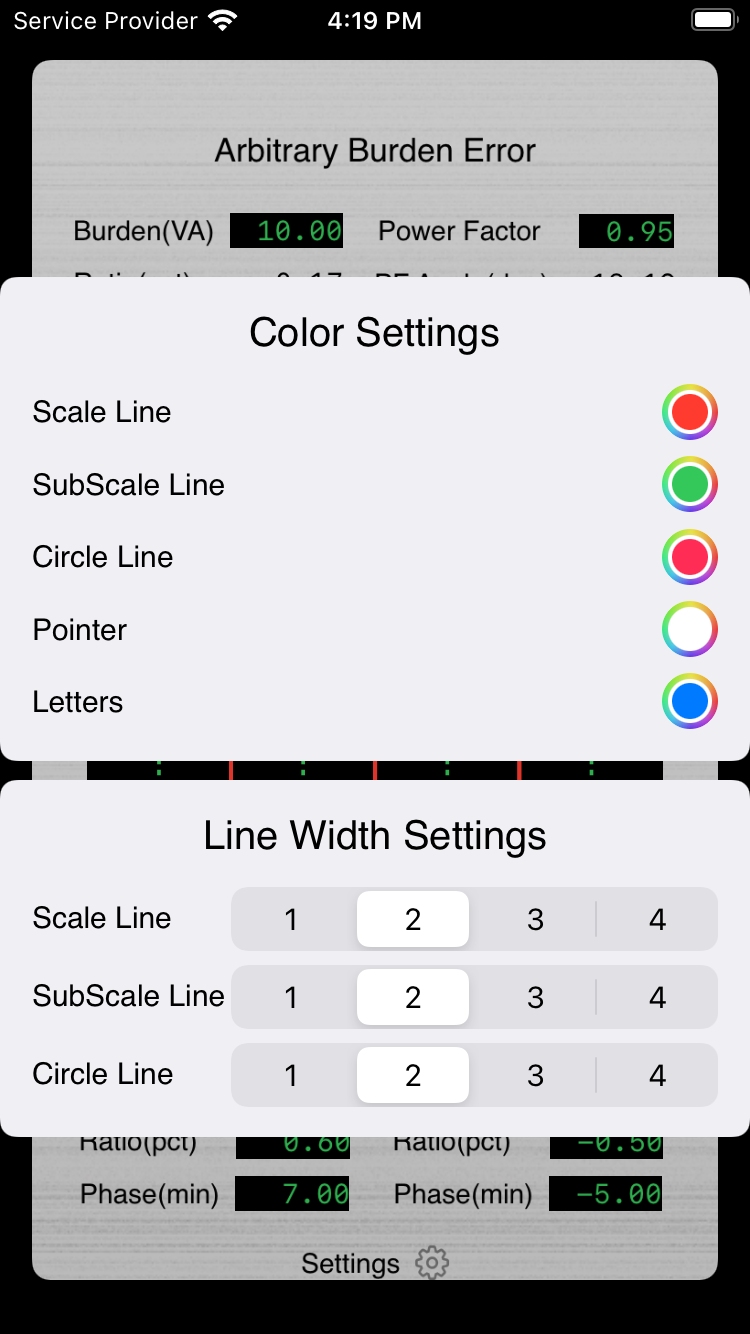 Service Provider 4:19 PM
Arbitrary Burden Error
Burden(VA) 10.00 Power Factor 0.95
Color Settings
Scale Line
SubScale Line
Circle Line
Pointer
Letters
Line Width Settings
Scale Line 1 2 3 4
SubScale Line 1 2 3 4
Circle Line 1 2 3 4
Ratio(pct) 0.60 Ratio(pct) −0.50
Phase(min) 7.00 Phase(min) −5.00
Settings